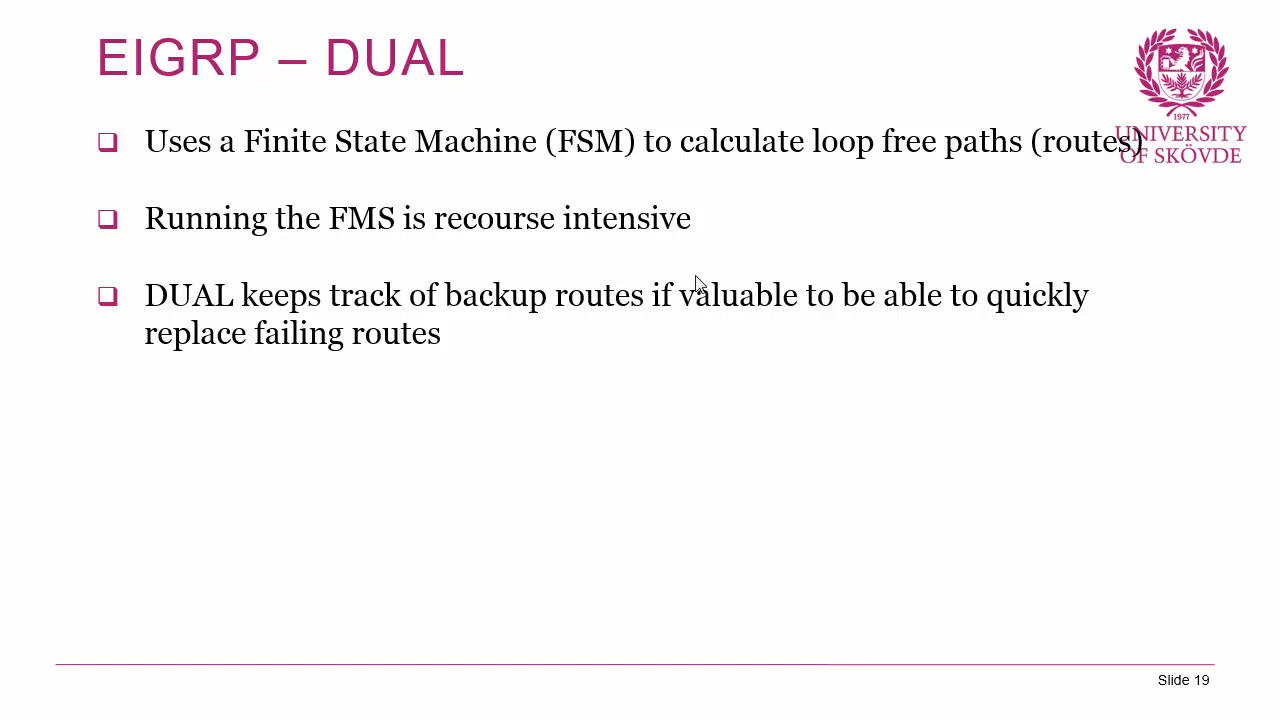 EIGRP – DUAL
1977
UNIVERSITY
OF SKÖVDE
❑ Uses a Finite State Machine (FSM) to calculate loop free paths (routes)
❑ Running the FMS is recourse intensive
❑ DUAL keeps track of backup routes if valuable to be able to quickly
replace failing routes
Slide 19